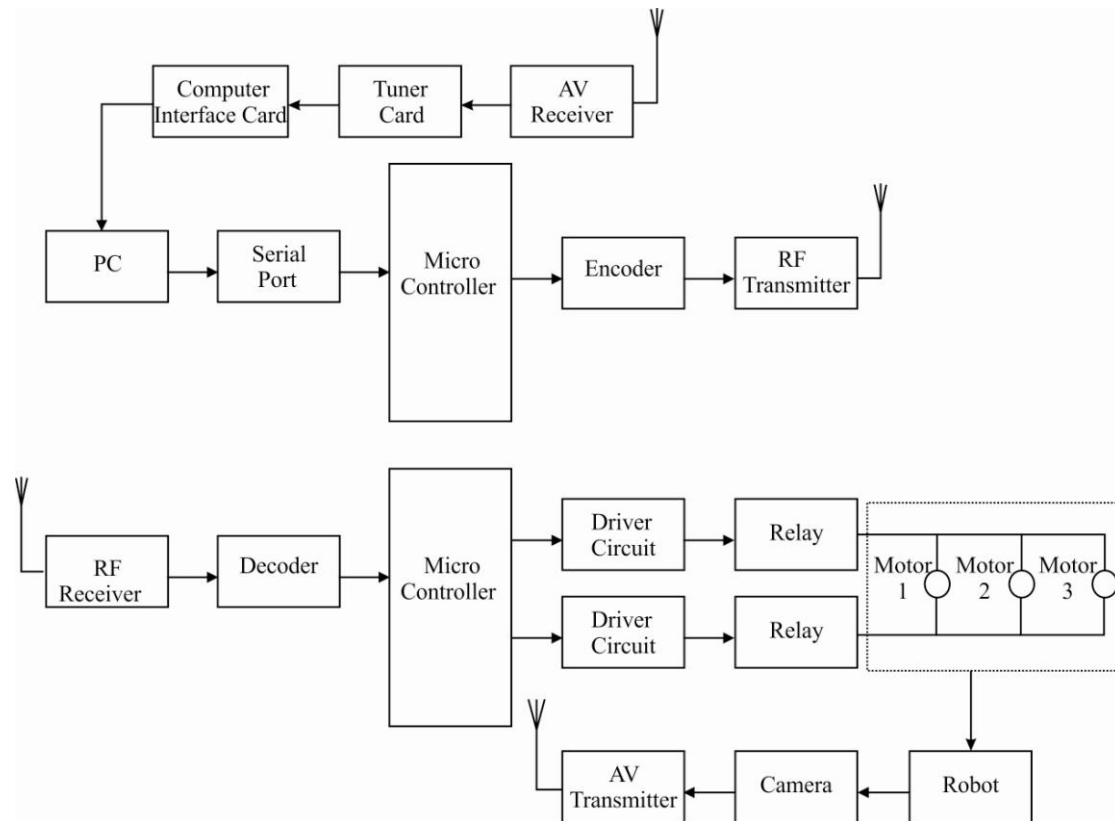 Computer
Interface Card
Tuner
Card
AV
Receiver
PC
Serial
Port
Micro
Controller
Encoder
RF
Transmitter
RF
Receiver
Decoder
Micro
Controller
Driver
Circuit
Relay
Motor
1
Motor
2
Motor
3
Driver
Circuit
Relay
AV
Transmitter
Camera
Robot